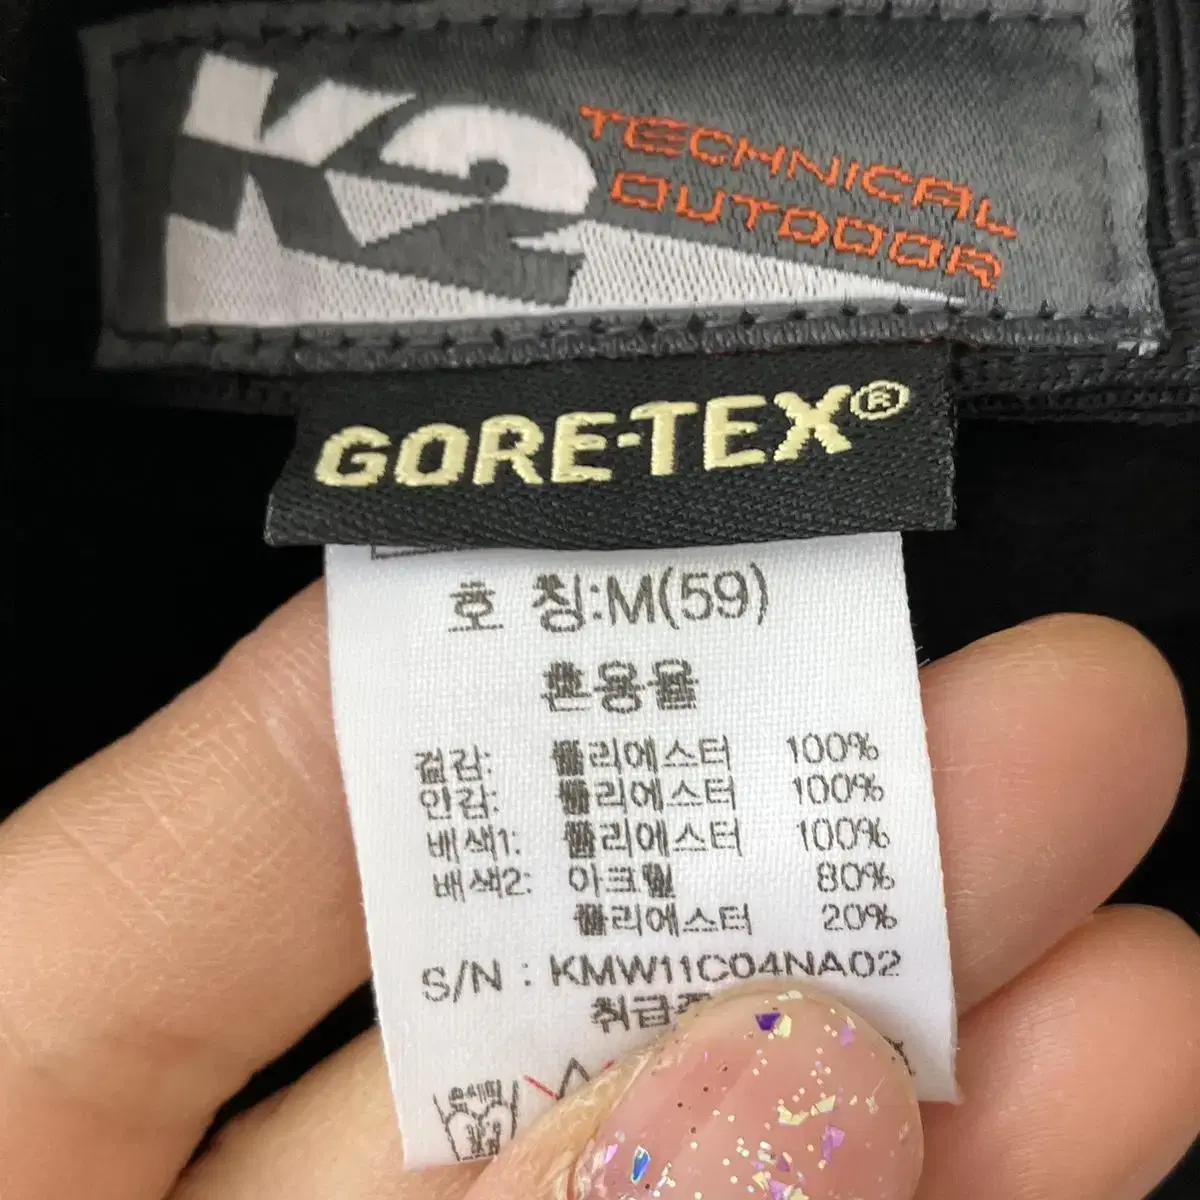 K2
TECHNICAL
OUTDOOR
GORE-TEX®
호 칭:M(59)
혼용율
겉감: 폴리에스터 100%
안감: 폴리에스터 100%
배색1: 폴리에스터 100%
배색2: 아크릴 80%
폴리에스터 20%
S/N : KMW11C04NA02
취급